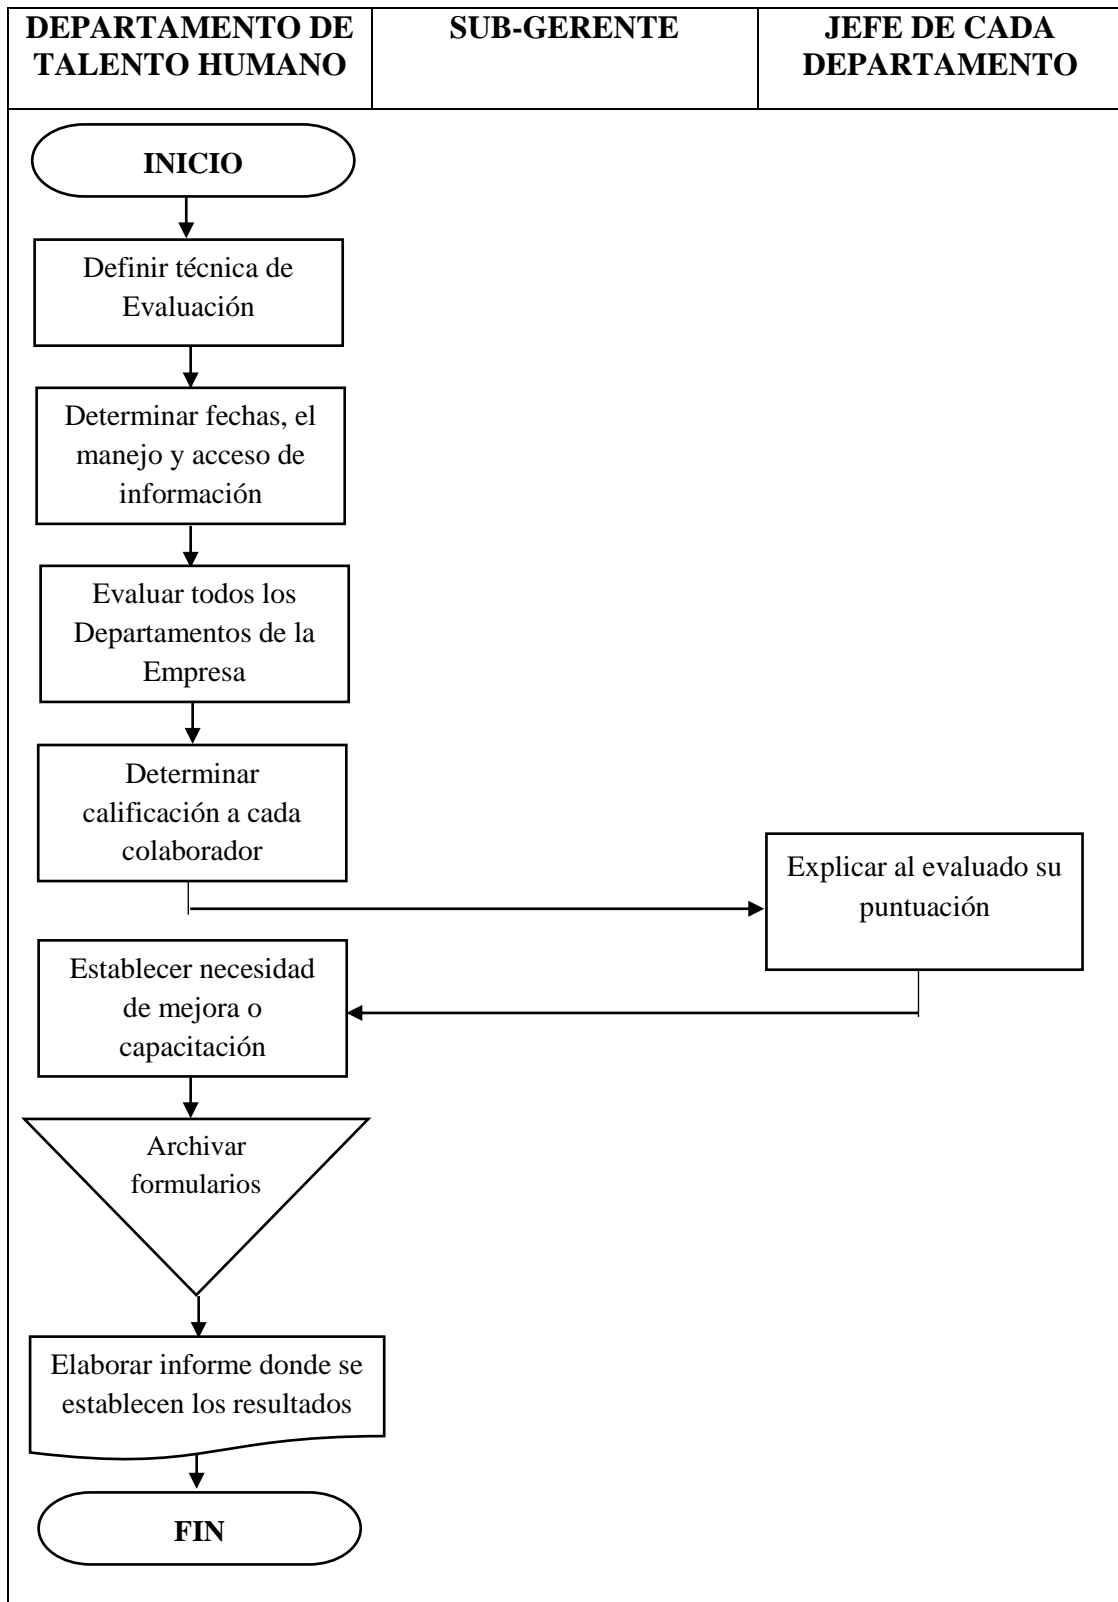 DEPARTAMENTO DE
TALENTO HUMANO
SUB-GERENTE
JEFE DE CADA
DEPARTAMENTO
INICIO
Definir técnica de
Evaluación
Determinar fechas, el
manejo y acceso de
información
Evaluar todos los
Departamentos de la
Empresa
Determinar
calificación a cada
colaborador
Explicar al evaluado su
puntuación
Establecer necesidad
de mejora o
capacitación
Archivar
formularios
Elaborar informe donde se
establecen los resultados
FIN